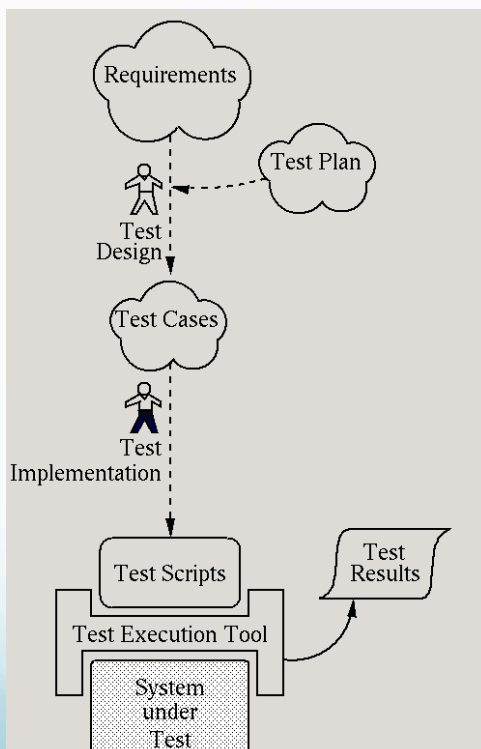 Requirements
Test Plan
Test
Design
Test Cases
Test
Implementation
Test Scripts
Test
Results
Test Execution Tool
System
under
Test